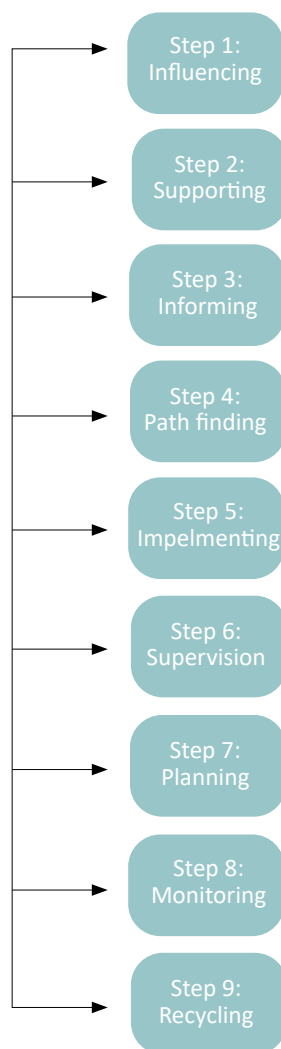 Step 1:
Influencing
Step 2:
Supporting
Step 3:
Informing
Step 4:
Path finding
Step 5:
Impelmenting
Step 6:
Supervision
Step 7:
Planning
Step 8:
Monitoring
Step 9:
Recycling